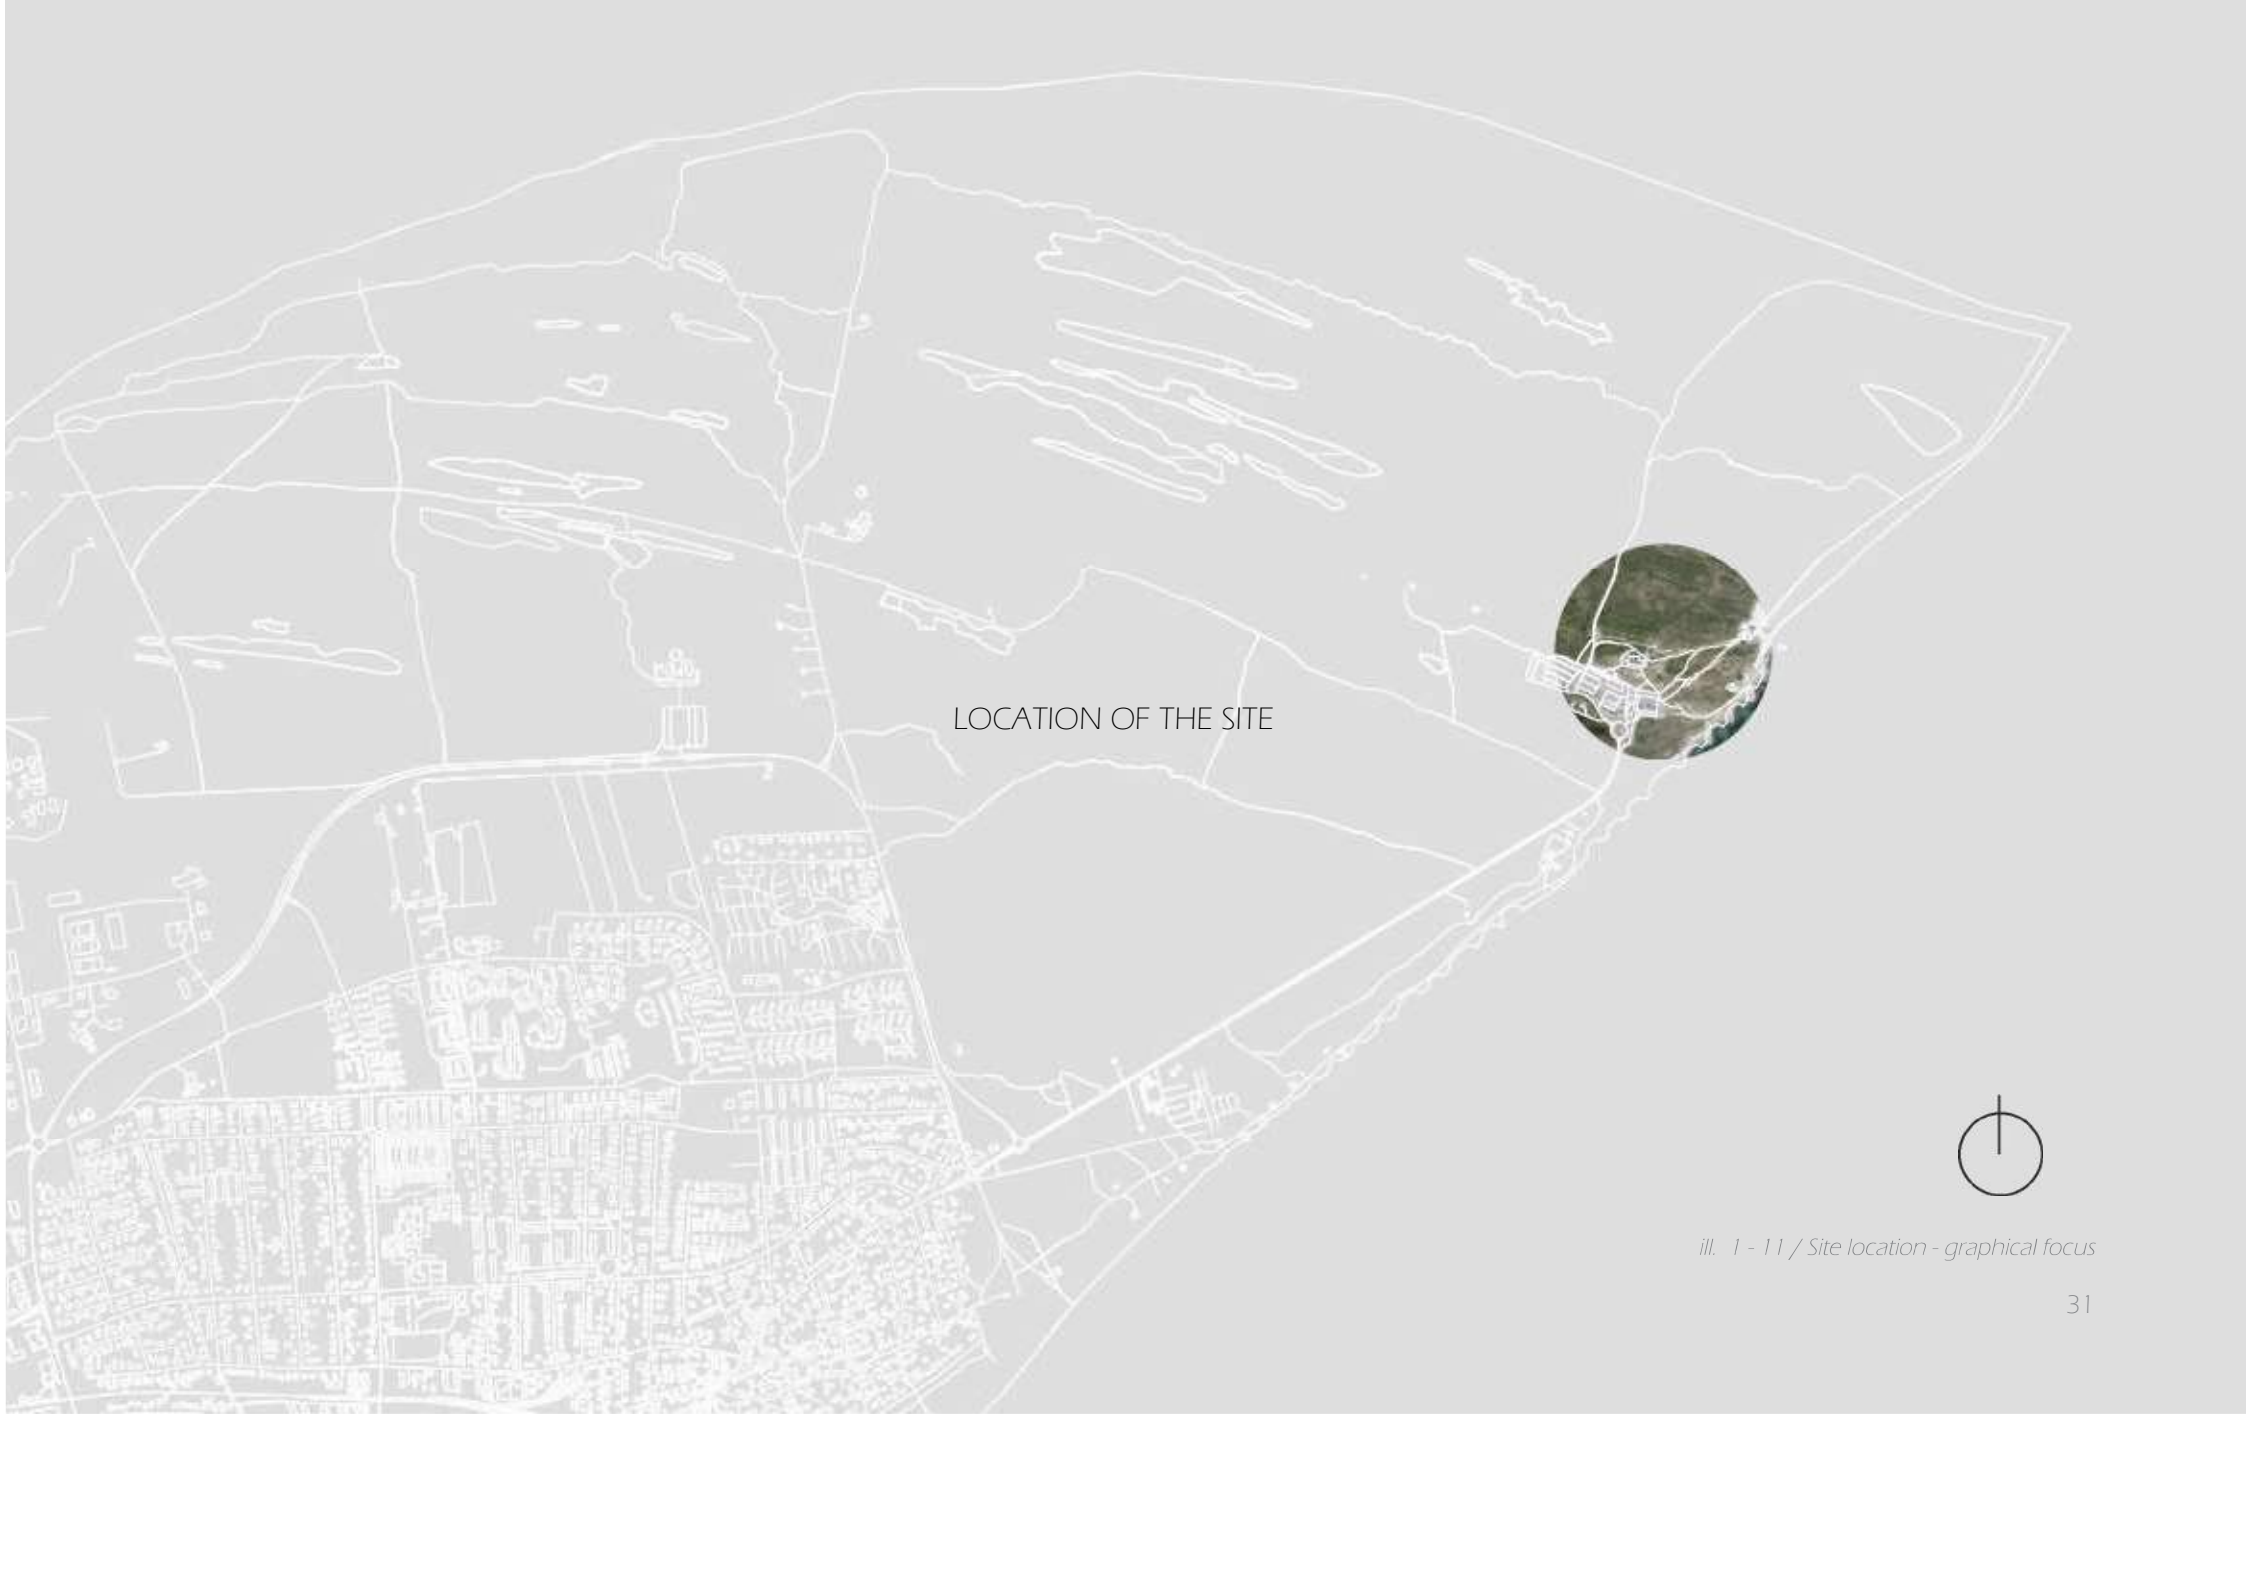 LOCATION OF THE SITE
ill. 1 - 11 / Site location - graphical focus
31